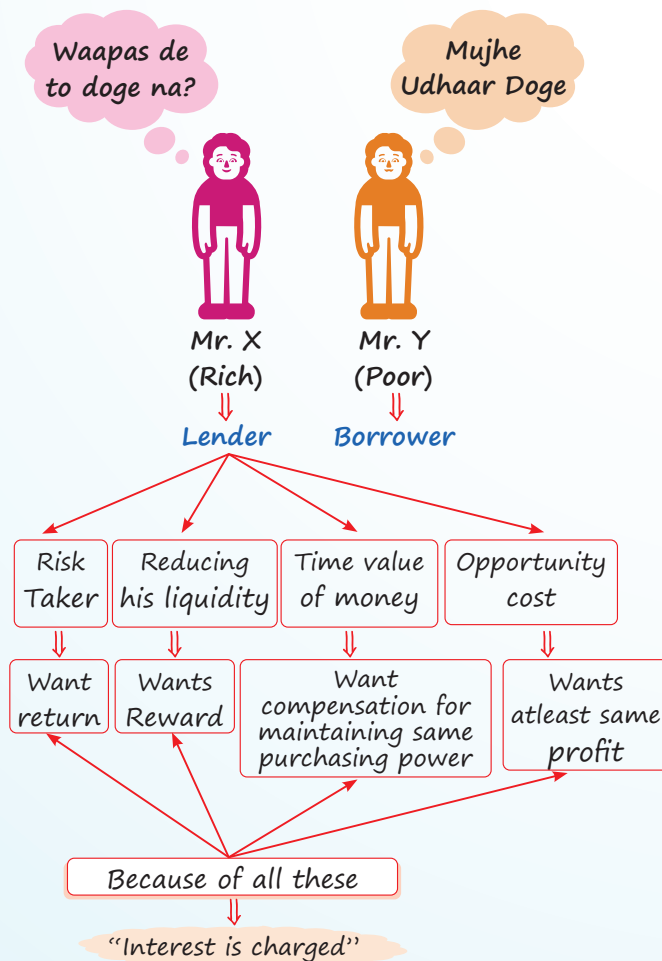 Waapas de
to doge na?
Mujhe
Udhaar Doge
Mr. X
(Rich)
Mr. Y
(Poor)
Lender
Borrower
Risk
Taker
Reducing
his liquidity
Time value
of money
Opportunity
cost
Want
return
Wants
Reward
Want
compensation for
maintaining same
purchasing power
Wants
atleast same
profit
Because of all these
“Interest is charged”